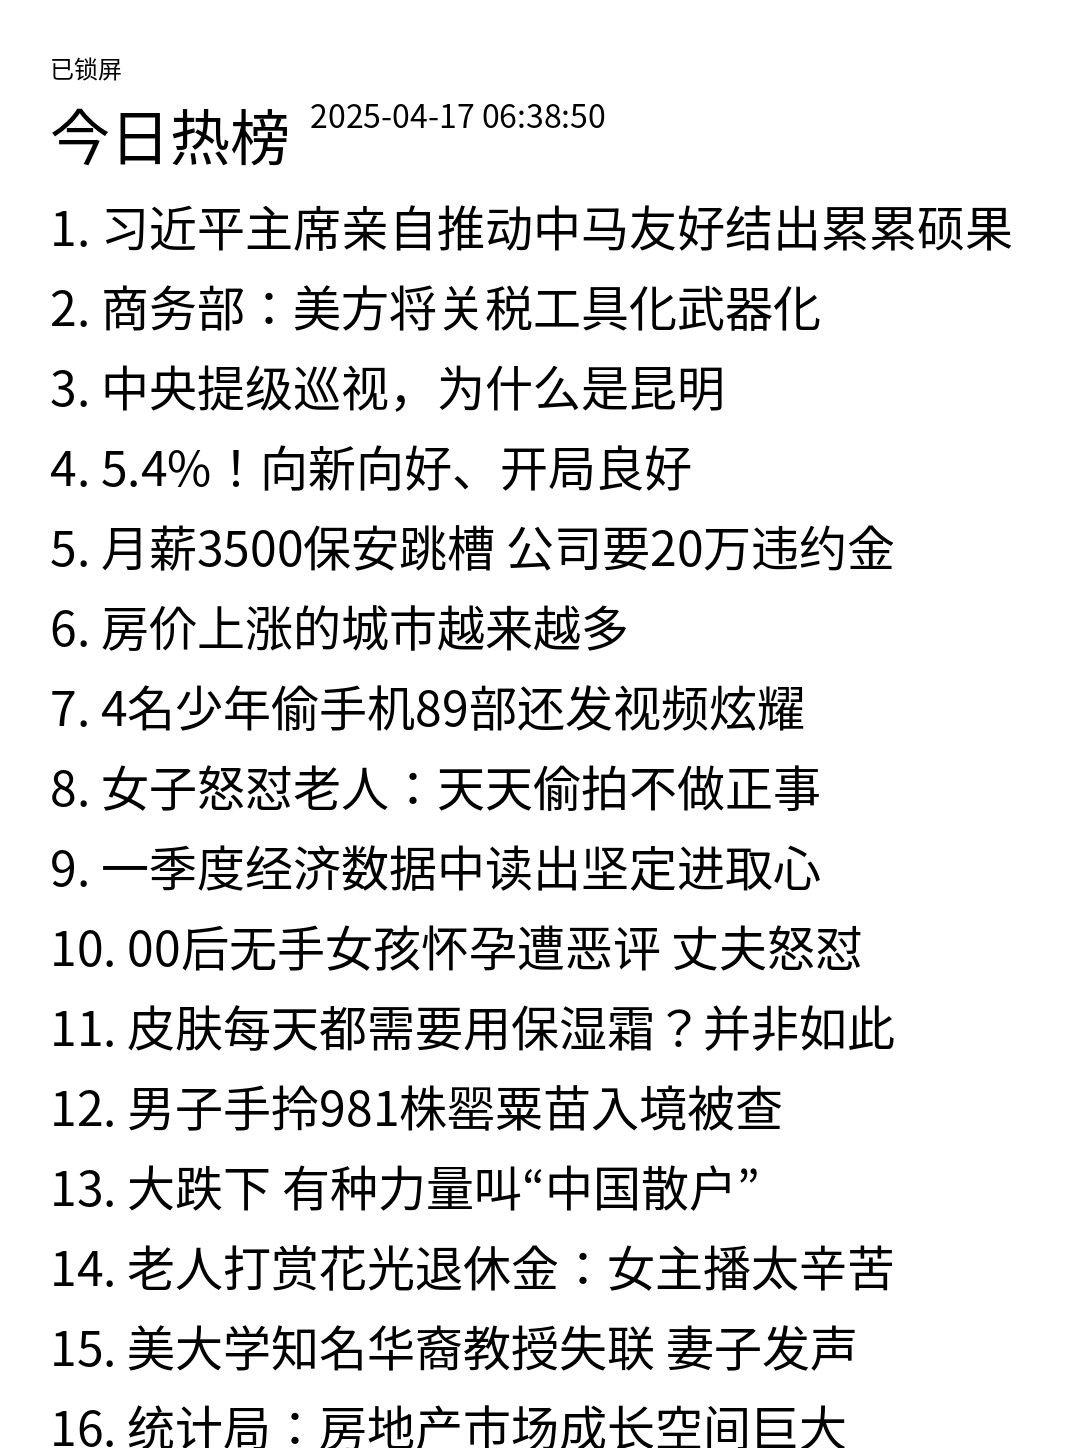 已锁屏
今日热榜 2025-04-17 06:38:50
1. 习近平主席亲自推动中马友好结出累累硕果
2. 商务部：美方将关税工具化武器化
3. 中央提级巡视，为什么是昆明
4. 5.4%！向新向好、开局良好
5. 月薪3500保安跳槽 公司要20万违约金
6. 房价上涨的城市越来越多
7. 4名少年偷手机89部还发视频炫耀
8. 女子怒怼老人：天天偷拍不做正事
9. 一季度经济数据中读出坚定进取心
10. 00后无手女孩怀孕遭恶评 丈夫怒怼
11. 皮肤每天都需要用保湿霜？并非如此
12. 男子手拎981株罂粟苗入境被查
13. 大跌下 有种力量叫“中国散户”
14. 老人打赏花光退休金：女主播太辛苦
15. 美大学知名华裔教授失联 妻子发声
16. 统计局：房地产市场成长空间巨大